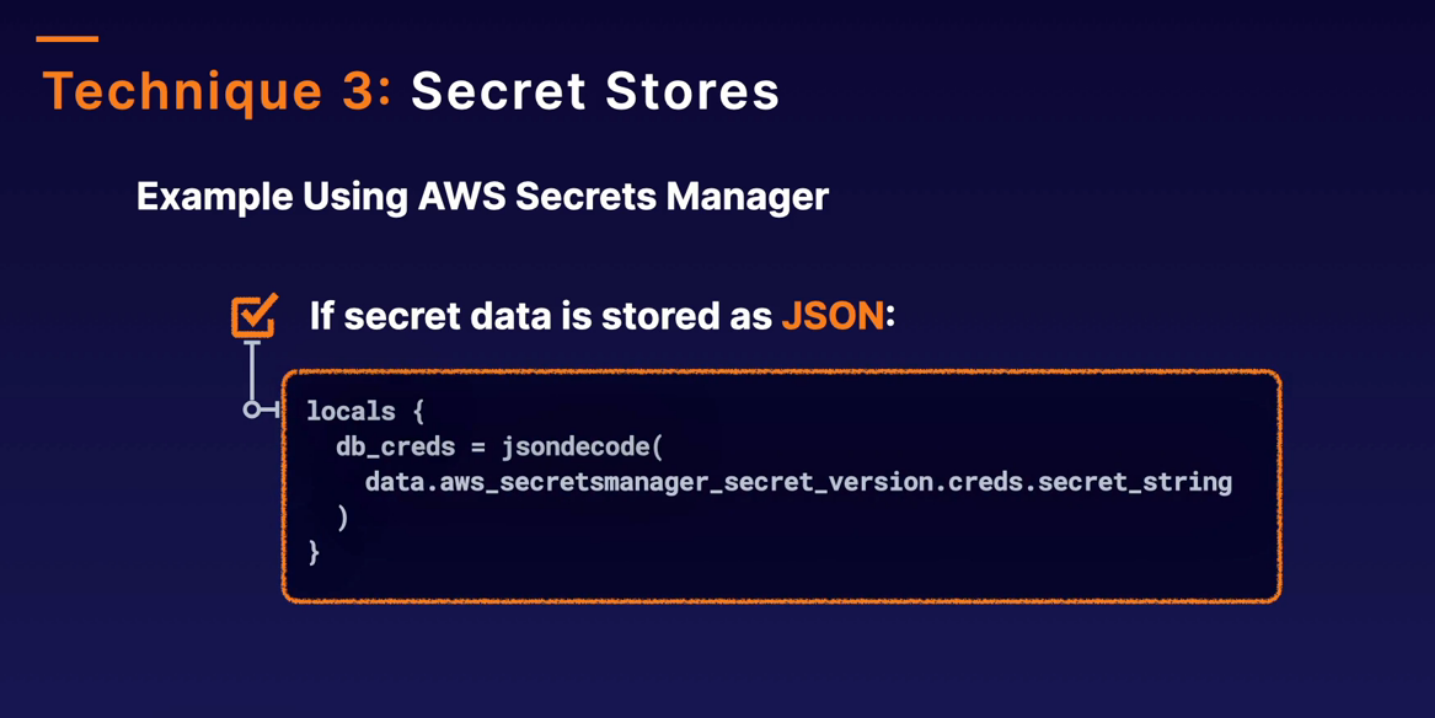 Technique 3: Secret Stores
Example Using AWS Secrets Manager
If secret data is stored as JSON:
locals {
  db_creds = jsondecode(
    data.aws_secretsmanager_secret_version.creds.secret_string
  )
}